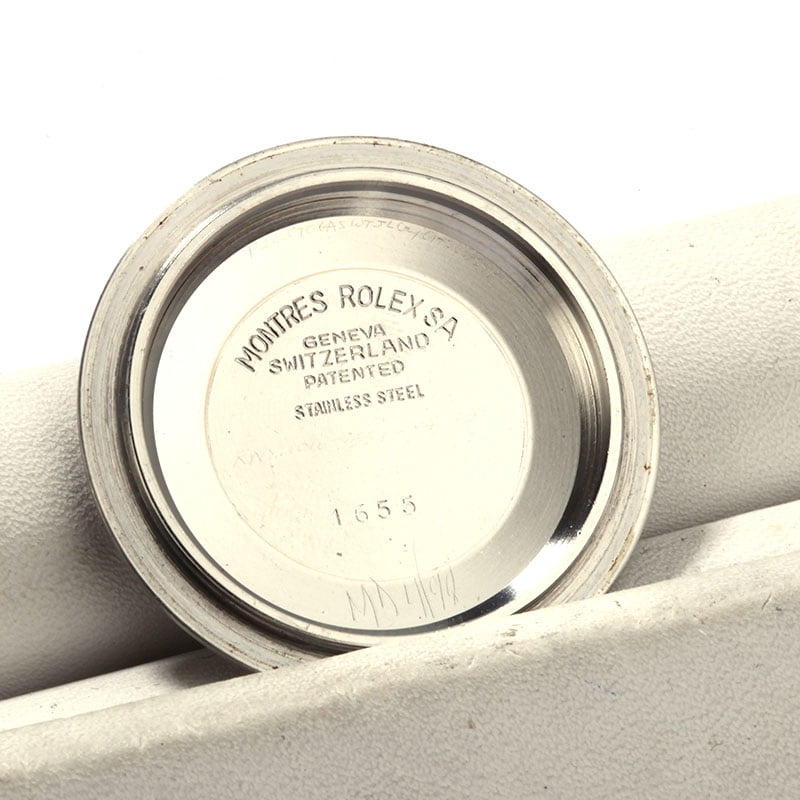 MONTRES ROLEX SA
GENEVA
SWITZERLAND
PATENTED
STAINLESS STEEL
1655